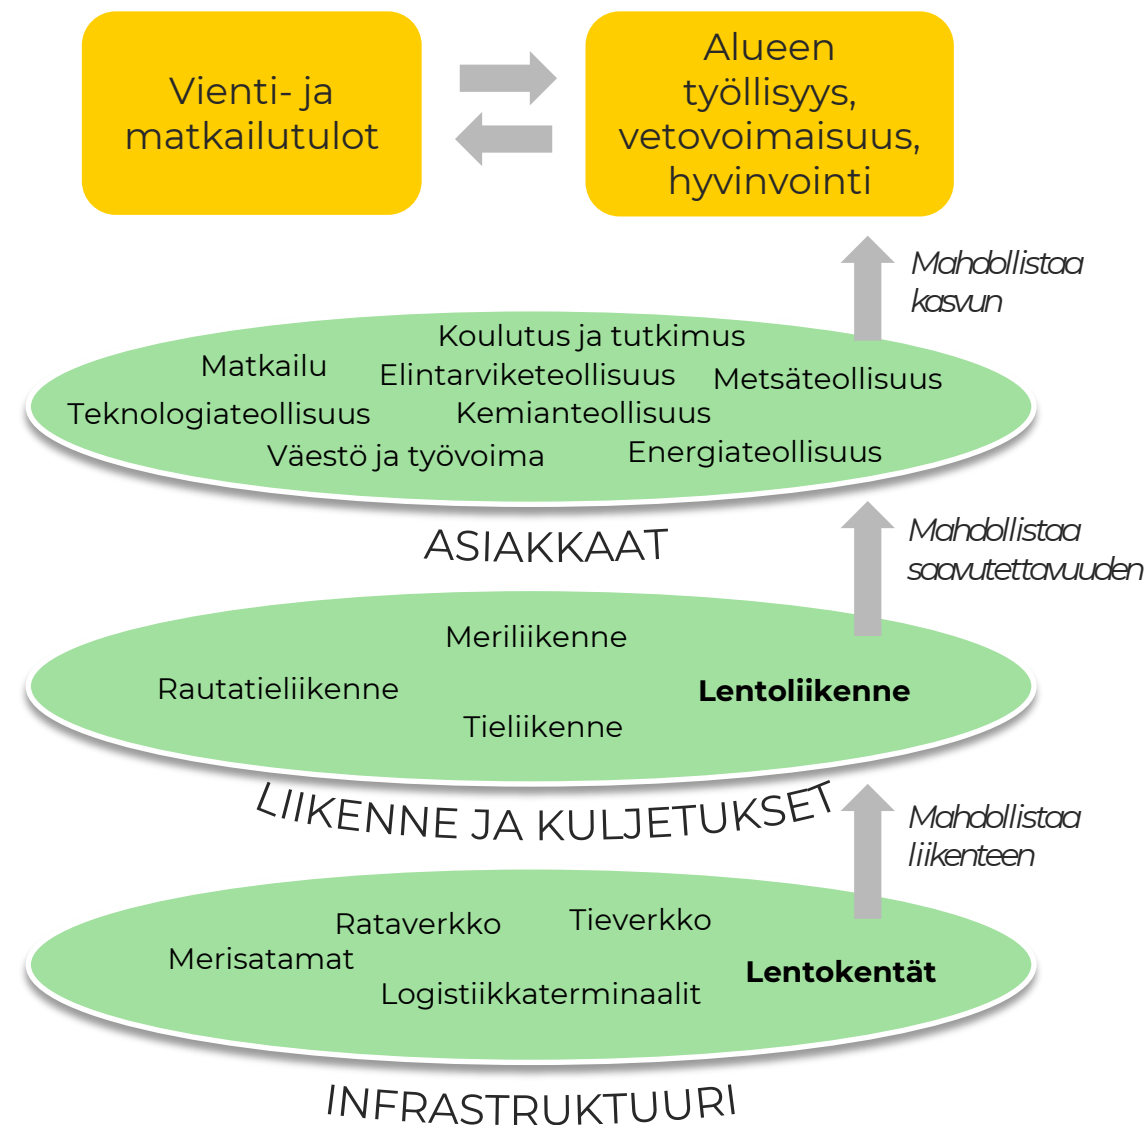 Vienti- ja
matkailutulot
Alueen
työllisyys,
vetovoimaisuus,
hyvinvointi
Mahdollistaa
kasvun
Koulutus ja tutkimus
Matkailu
Elintarviketeollisuus
Metsäteollisuus
Teknologiateollisuus
Kemianteollisuus
Väestö ja työvoima
Energiateollisuus
ASIAKKAAT
Mahdollistaa
saavutettavuuden
Meriliikenne
Rautatieliikenne
Lentoliikenne
Tieliikenne
LIIKENNE JA KULJETUKSET
Mahdollistaa
liikenteen
Rataverkko
Tieverkko
Merisatamat
Lentokentät
Logistiikkaterminaalit
INFRASTRUKTUURI